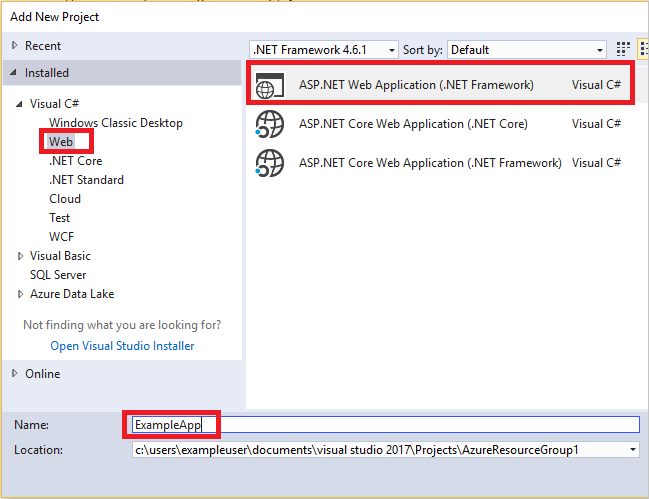 Add New Project
Recent
Installed
Visual C#
Windows Classic Desktop
Web
.NET Core
.NET Standard
Cloud
Test
WCF
Visual Basic
SQL Server
Azure Data Lake
Not finding what you are looking for?
Open Visual Studio Installer
Online
.NET Framework 4.6.1 Sort by: Default
ASP.NET Web Application (.NET Framework) Visual C#
ASP.NET Core Web Application (.NET Core) Visual C#
ASP.NET Core Web Application (.NET Framework) Visual C#
Name: ExampleApp
Location: c:\users\exampleuser\documents\visual studio 2017\Projects\AzureResourceGroup1